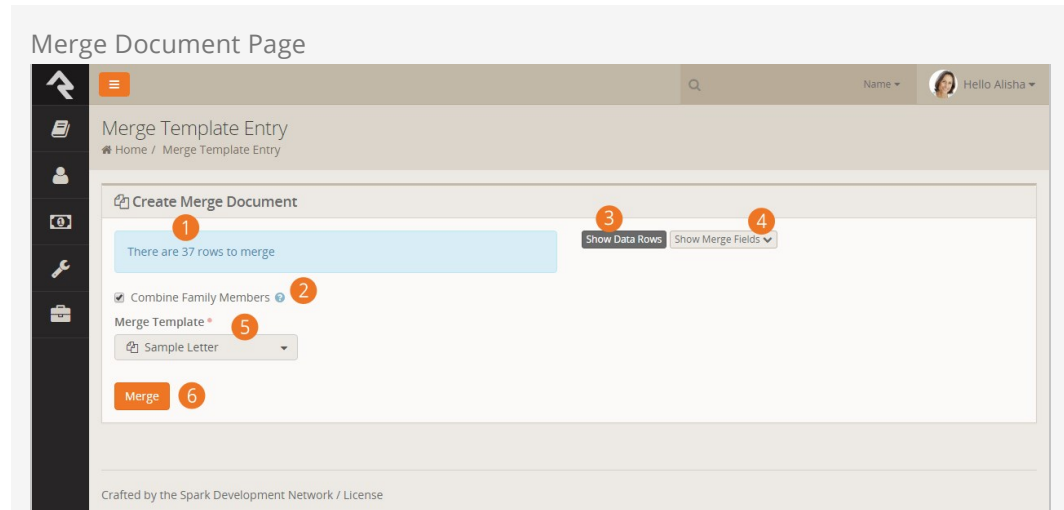 Merge Document Page
Name
Hello Alisha
Merge Template Entry
Home / Merge Template Entry
Create Merge Document
1
3
4
There are 37 rows to merge
Show Data Rows
Show Merge Fields
Combine Family Members
2
Merge Template *
5
Sample Letter
Merge
6
Crafted by the Spark Development Network / License